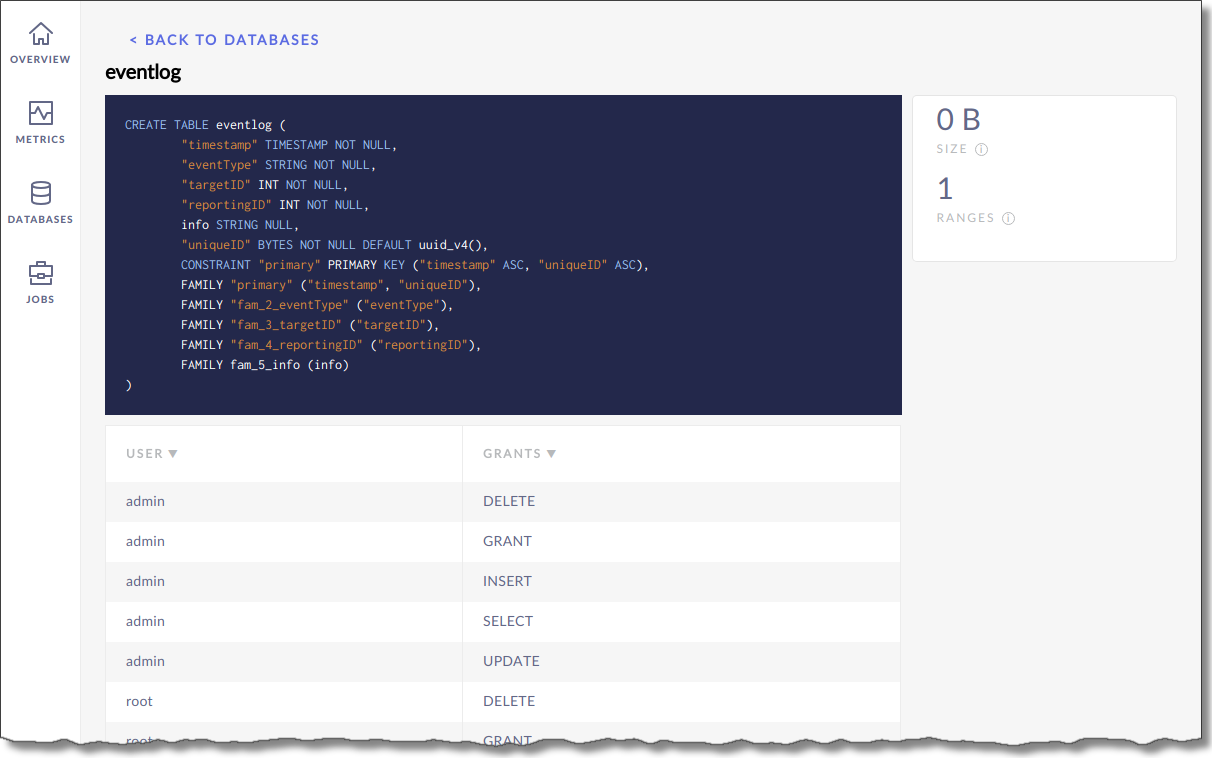 OVERVIEW
METRICS
DATABASES
JOBS
< BACK TO DATABASES
eventlog
CREATE TABLE eventlog (
"timestamp" TIMESTAMP NOT NULL,
"eventType" STRING NOT NULL,
"targetID" INT NOT NULL,
"reportingID" INT NOT NULL,
info STRING NULL,
"uniqueID" BYTES NOT NULL DEFAULT uuid_v4(),
CONSTRAINT "primary" PRIMARY KEY ("timestamp" ASC, "uniqueID" ASC),
FAMILY "primary" ("timestamp", "uniqueID"),
FAMILY "fam_2_eventType" ("eventType"),
FAMILY "fam_3_targetID" ("targetID"),
FAMILY "fam_4_reportingID" ("reportingID"),
FAMILY fam_5_info (info)
)
0 B
SIZE ⓘ
1
RANGES ⓘ
USER ▼ GRANTS ▼
admin DELETE
admin GRANT
admin INSERT
admin SELECT
admin UPDATE
root DELETE
root GRANT